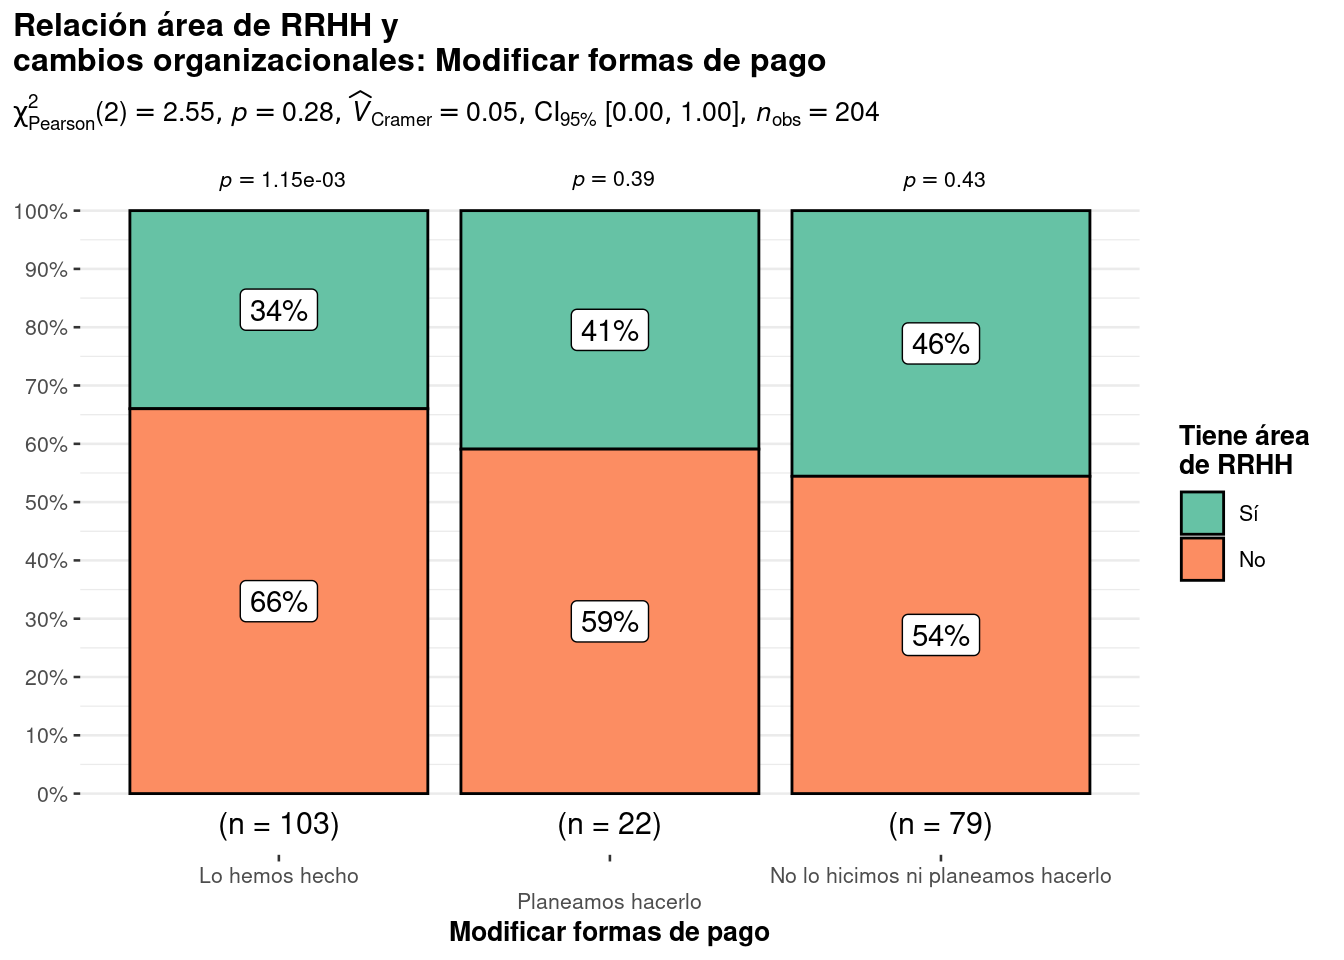 Relación área de RRHH y
cambios organizacionales: Modificar formas de pago
χ²Pearson(2) = 2.55, p = 0.28, V̂Cramer = 0.05, CI95% [0.00, 1.00], nobs = 204
p = 1.15e-03 p = 0.39 p = 0.43
100%
90%
80%
70%
60%
50%
40%
30%
20%
10%
0%
34%
41%
46%
66%
59%
54%
Tiene área
de RRHH
Sí
No
(n = 103) (n = 22) (n = 79)
Lo hemos hecho
No lo hicimos ni planeamos hacerlo
Planeamos hacerlo
Modificar formas de pago